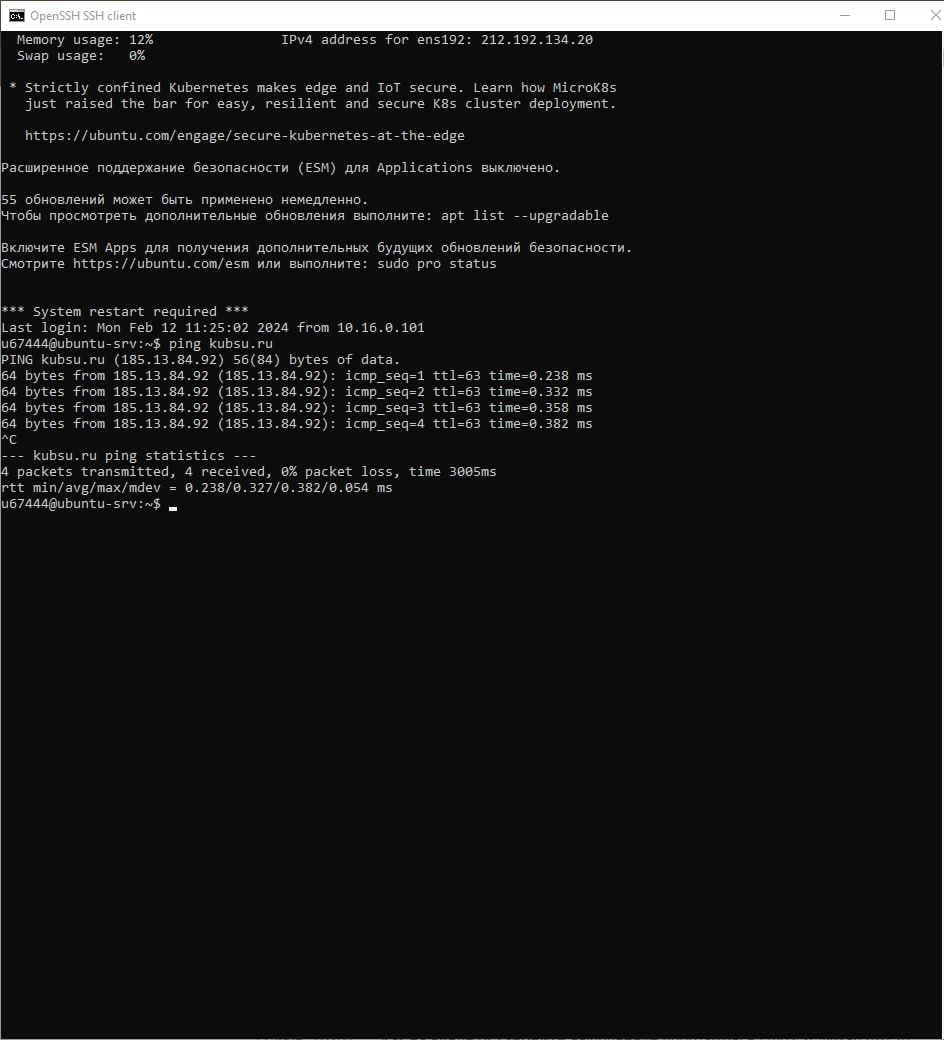 OpenSSH SSH client
Memory usage: 12% IPv4 address for ens192: 212.192.134.20
Swap usage: 0%
* Strictly confined Kubernetes makes edge and IoT secure. Learn how MicroK8s
just raised the bar for easy, resilient and secure K8s cluster deployment.
https://ubuntu.com/engage/secure-kubernetes-at-the-edge
Расширенное поддержание безопасности (ESM) для Applications выключено.
55 обновлений может быть применено немедленно.
Чтобы просмотреть дополнительные обновления выполните: apt list --upgradable
Включите ESM Apps для получения дополнительных будущих обновлений безопасности.
Смотрите https://ubuntu.com/esm или выполните: sudo pro status
*** System restart required ***
Last login: Mon Feb 12 11:25:02 2024 from 10.16.0.101
u67444@ubuntu-srv:~$ ping kubsu.ru
PING kubsu.ru (185.13.84.92) 56(84) bytes of data.
64 bytes from 185.13.84.92 (185.13.84.92): icmp_seq=1 ttl=63 time=0.238 ms
64 bytes from 185.13.84.92 (185.13.84.92): icmp_seq=2 ttl=63 time=0.332 ms
64 bytes from 185.13.84.92 (185.13.84.92): icmp_seq=3 ttl=63 time=0.358 ms
64 bytes from 185.13.84.92 (185.13.84.92): icmp_seq=4 ttl=63 time=0.382 ms
^C
--- kubsu.ru ping statistics ---
4 packets transmitted, 4 received, 0% packet loss, time 3005ms
rtt min/avg/max/mdev = 0.238/0.327/0.382/0.054 ms
u67444@ubuntu-srv:~$